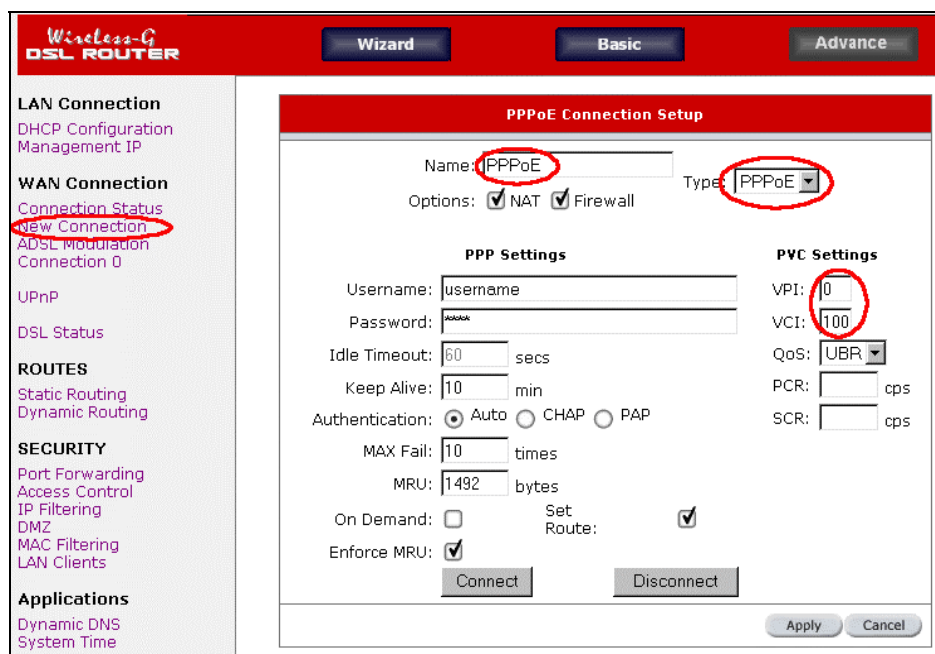 Wireless-G
DSL ROUTER
Wizard
Basic
Advance
LAN Connection
DHCP Configuration
Management IP
WAN Connection
Connection Status
New Connection
ADSL Modulation
Connection 0
UPnP
DSL Status
ROUTES
Static Routing
Dynamic Routing
SECURITY
Port Forwarding
Access Control
IP Filtering
DMZ
MAC Filtering
LAN Clients
Applications
Dynamic DNS
System Time
PPPoE Connection Setup
Name: PPPoE
Type: PPPoE
Options: NAT Firewall
PPP Settings
Username: username
Password: ****
Idle Timeout: 60 secs
Keep Alive: 10 min
Authentication: Auto CHAP PAP
MAX Fail: 10 times
MRU: 1492 bytes
On Demand: Set Route:
Enforce MRU:
Connect Disconnect
PVC Settings
VPI: 0
VCI: 100
QoS: UBR
PCR: cps
SCR: cps
Apply Cancel